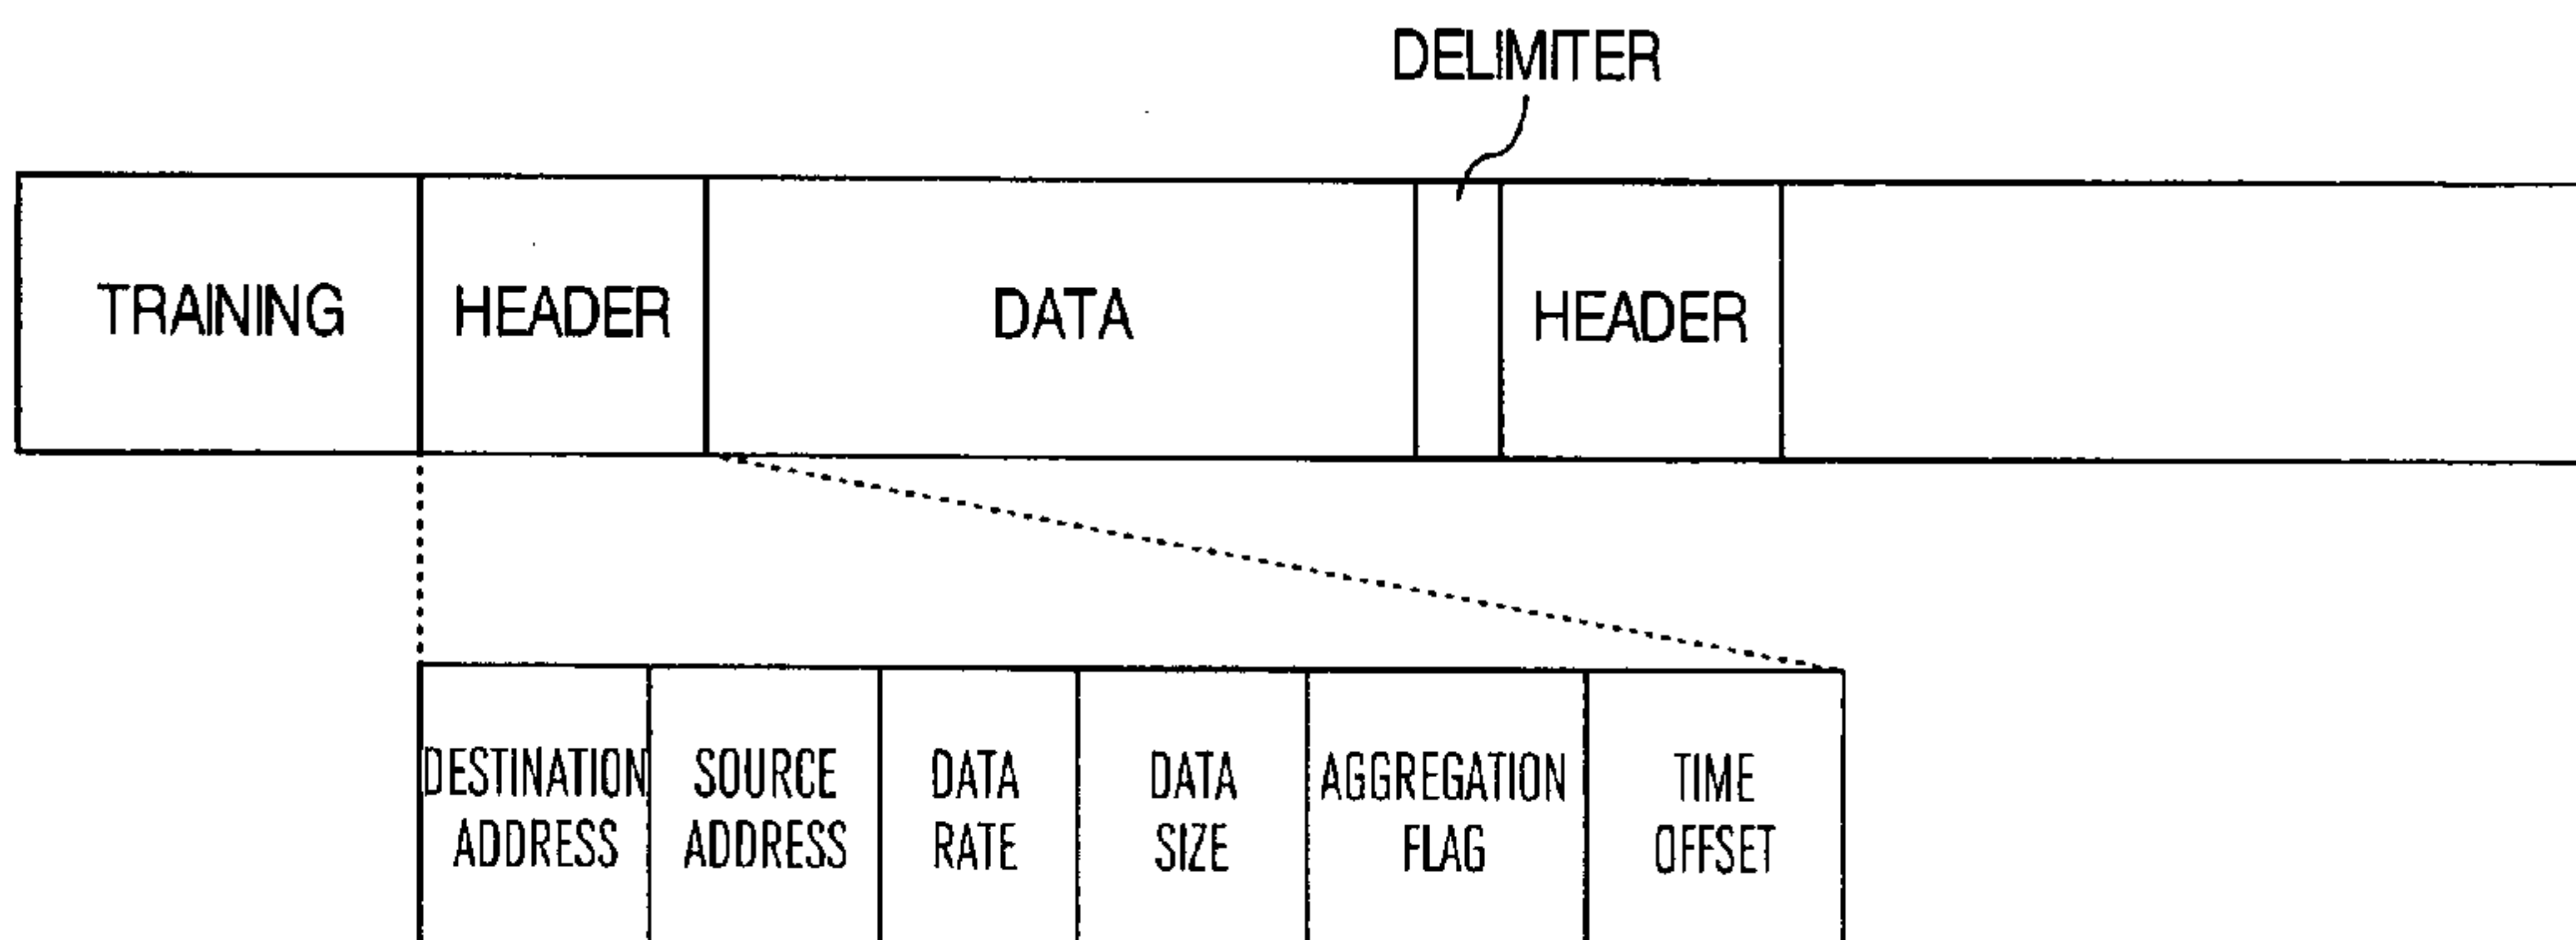 DELIMITER
TRAINING HEADER DATA HEADER
DESTINATION ADDRESS
SOURCE ADDRESS
DATA RATE
DATA SIZE
AGGREGATION FLAG
TIME OFFSET